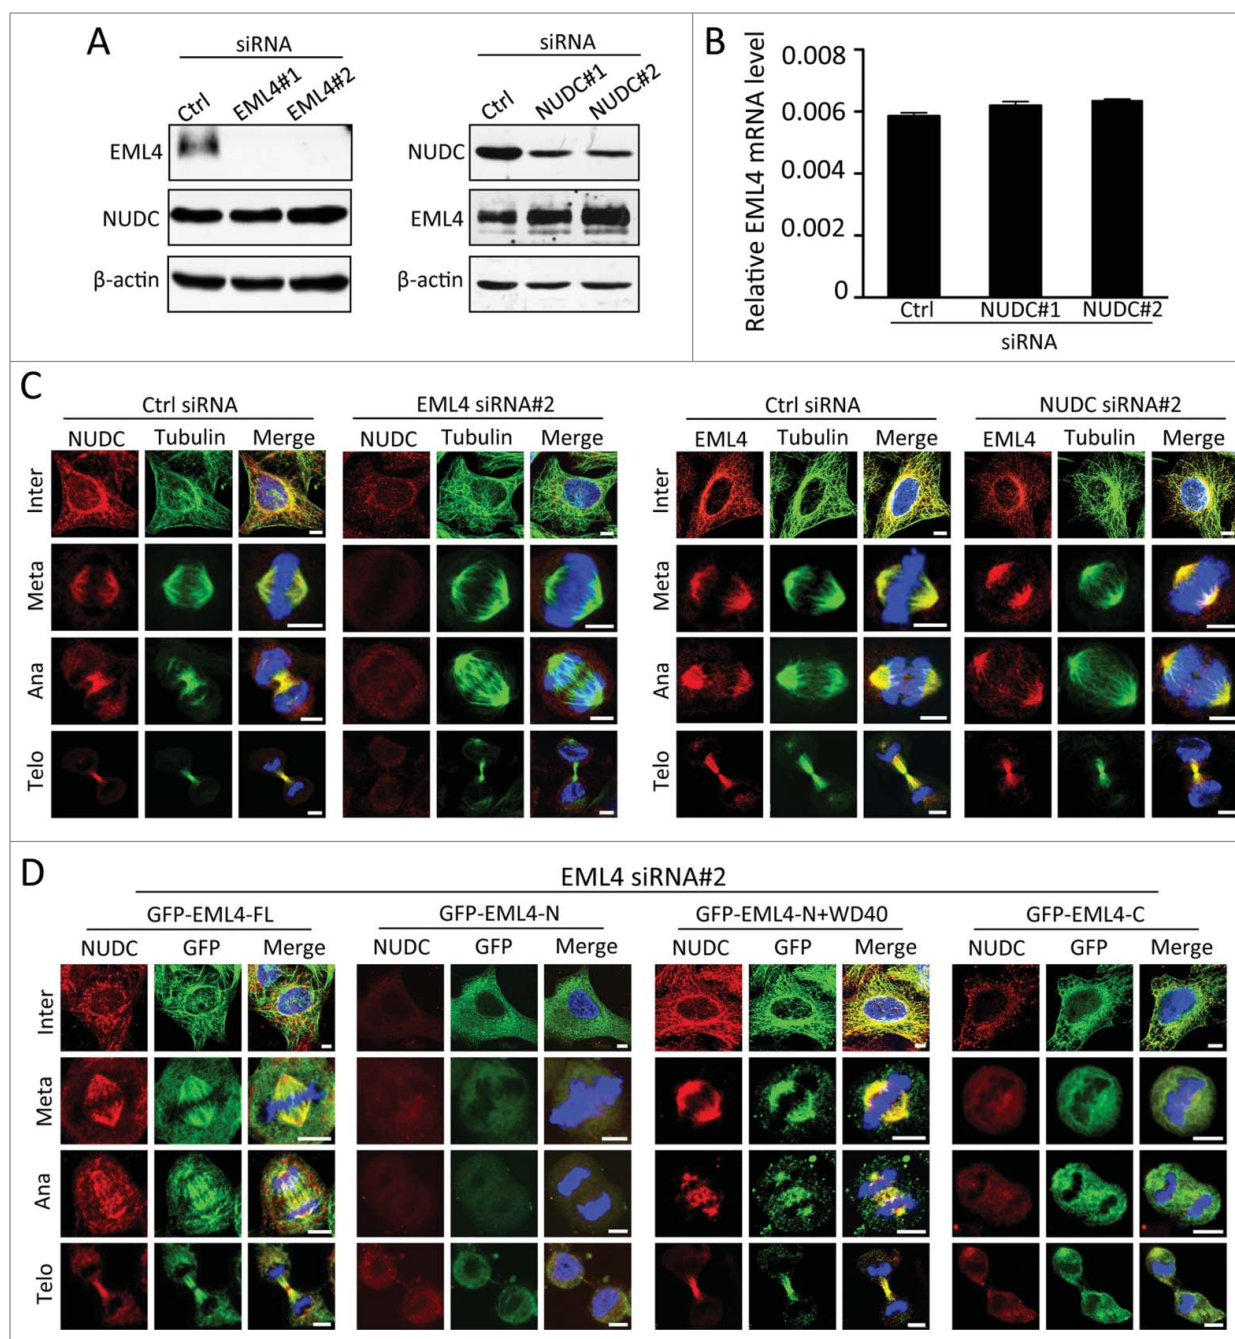 A
siRNA
Ctrl
EML4#1
EML4#2
EML4
NUDC
β-actin
siRNA
Ctrl
NUDC#1
NUDC#2
NUDC
EML4
β-actin
B
Relative EML4 mRNA level
0.008
0.006
0.004
0.002
0
Ctrl NUDC#1 NUDC#2
siRNA
C
Ctrl siRNA EML4 siRNA#2 Ctrl siRNA NUDC siRNA#2
NUDC Tubulin Merge NUDC Tubulin Merge EML4 Tubulin Merge EML4 Tubulin Merge
Inter Inter
Meta Meta
Ana Ana
Telo Telo
D
EML4 siRNA#2
GFP-EML4-FL GFP-EML4-N GFP-EML4-N+WD40 GFP-EML4-C
NUDC GFP Merge NUDC GFP Merge NUDC GFP Merge NUDC GFP Merge
Inter
Meta
Ana
Telo